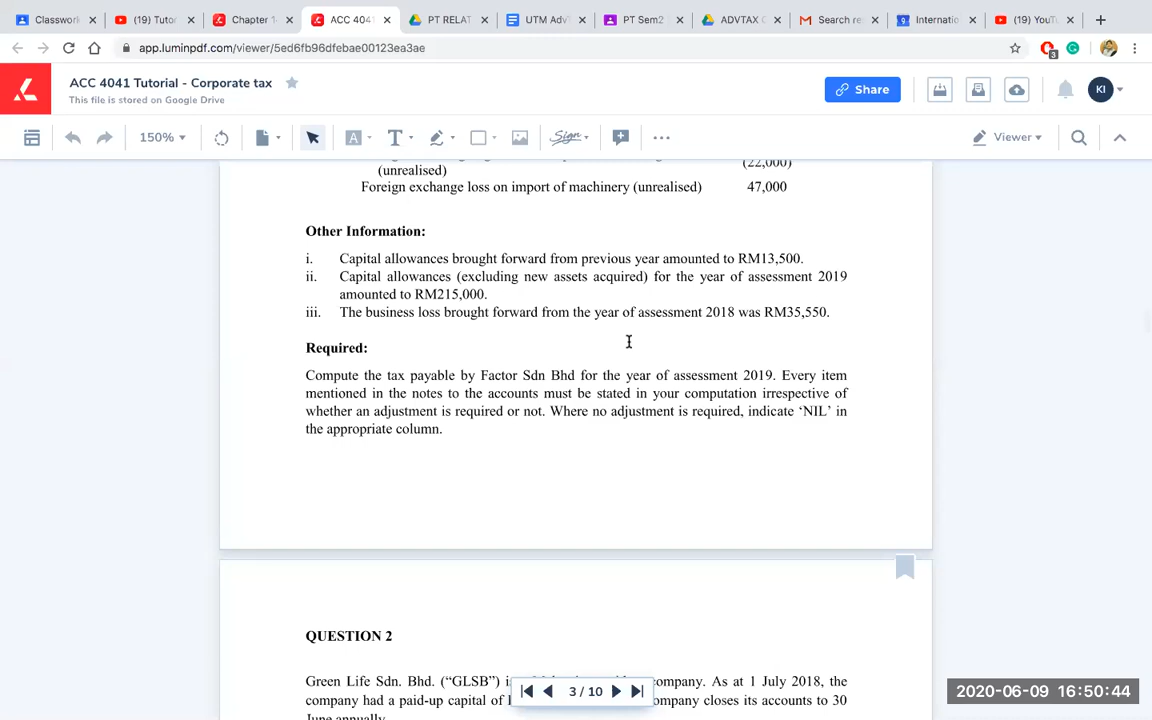 Classwork
(19) Tutor
Chapter 1
ACC 4041
PT RELAT
UTM Adv
PT Sem2
ADVTAX
Search re
Internatio
(19) YouT
app.luminpdf.com/viewer/5ed6fb96dfebae00123ea3ae
3
ACC 4041 Tutorial - Corporate tax
This file is stored on Google Drive
Share
KI
150%
A
T
Sign
Viewer
(unrealised)
(22,000)
Foreign exchange loss on import of machinery (unrealised) 47,000
Other Information:
i. Capital allowances brought forward from previous year amounted to RM13,500.
ii. Capital allowances (excluding new assets acquired) for the year of assessment 2019
amounted to RM215,000.
iii. The business loss brought forward from the year of assessment 2018 was RM35,550.
Required:
Compute the tax payable by Factor Sdn Bhd for the year of assessment 2019. Every item
mentioned in the notes to the accounts must be stated in your computation irrespective of
whether an adjustment is required or not. Where no adjustment is required, indicate ‘NIL’ in
the appropriate column.
QUESTION 2
Green Life Sdn. Bhd. (“GLSB”) is company. As at 1 July 2018, the
company had a paid-up capital of company closes its accounts to 30
June annually.
3 / 10
2020-06-09 16:50:44